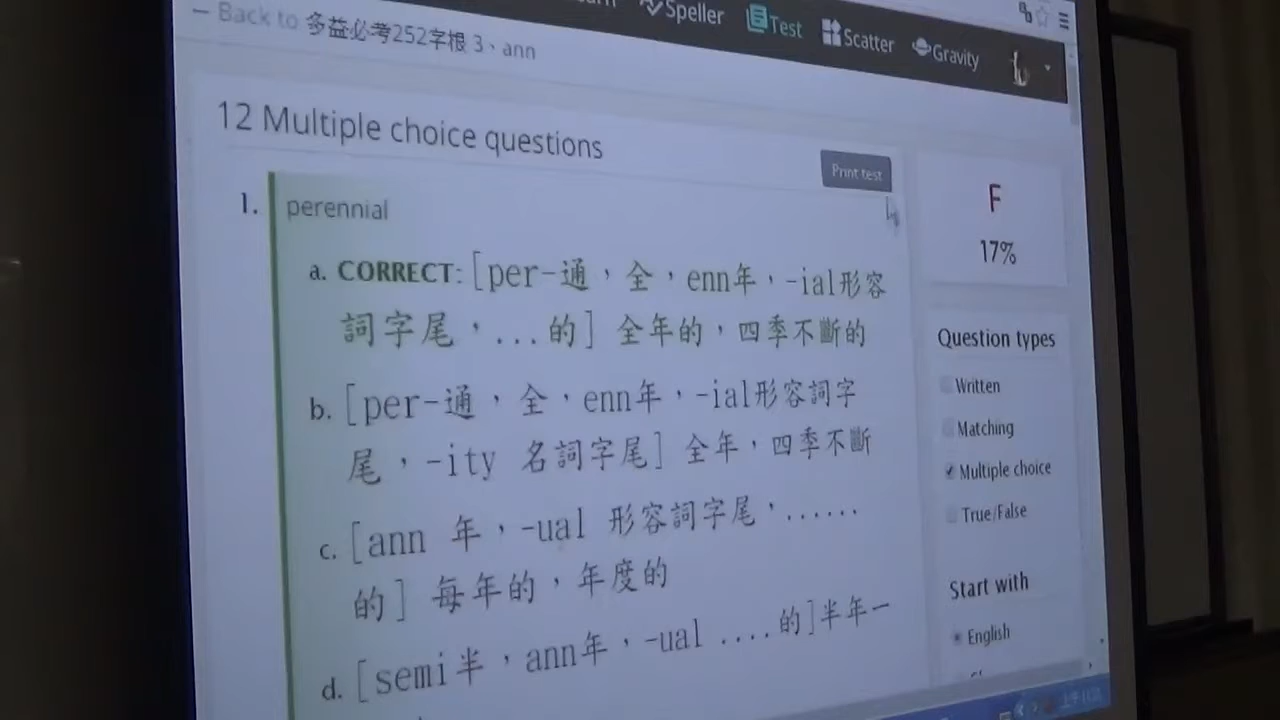 Speller
Test
Scatter
Gravity
Back to 多益必考252字根 3、ann
12 Multiple choice questions
Print test
1. perennial
a. CORRECT: [per-通，全，enn年，-ial形容
詞字尾，...的] 全年的，四季不斷的
b. [per-通，全，enn年，-ial形容詞字
尾，-ity 名詞字尾] 全年，四季不斷
c. [ann 年，-ual 形容詞字尾，......
的] 每年的，年度的
d. [semi半，ann年，-ual ....的]半年一
F
17%
Question types
Written
Matching
Multiple choice
True/False
Start with
English